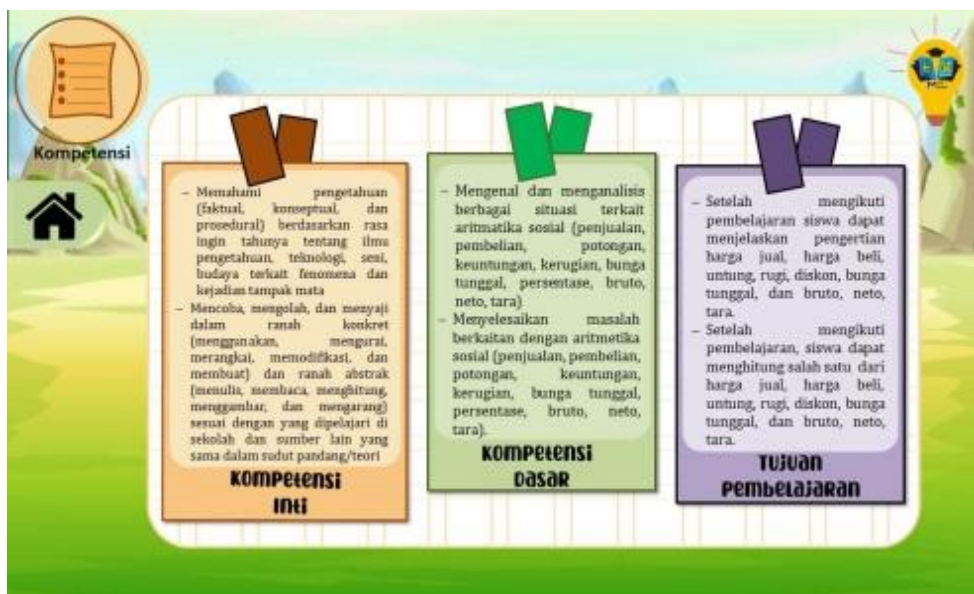 Kompetensi
– Memahami pengetahuan
(faktual, konseptual, dan
prosedural) berdasarkan rasa
ingin tahunya tentang ilmu
pengetahuan, teknologi, seni,
budaya terkait fenomena dan
kejadian tampak mata
– Mencoba, mengolah, dan menyaji
dalam ranah konkret
(menggunakan, mengurai,
merangkai, memodifikasi, dan
membuat) dan ranah abstrak
(menulis, membaca, menghitung,
menggambar, dan mengarang)
sesuai dengan yang dipelajari di
sekolah dan sumber lain yang
sama dalam sudut pandang/teori
Kompetensi
Inti
– Mengenal dan menganalisis
berbagai situasi terkait
aritmatika sosial (penjualan,
pembelian, potongan,
keuntungan, kerugian, bunga
tunggal, persentase, bruto,
neto, tara)
– Menyelesaikan masalah
berkaitan dengan aritmetika
sosial (penjualan, pembelian,
potongan, keuntungan,
kerugian, bunga tunggal,
persentase, bruto, neto,
tara).
Kompetensi
Dasar
– Setelah mengikuti
pembelajaran siswa dapat
menjelaskan pengertian
harga jual, harga beli,
untung, rugi, diskon, bunga
tunggal, dan bruto, neto,
tara.
– Setelah mengikuti
pembelajaran, siswa dapat
menghitung salah satu dari
harga jual, harga beli,
untung, rugi, diskon, bunga
tunggal, dan bruto, neto,
tara.
Tujuan
Pembelajaran